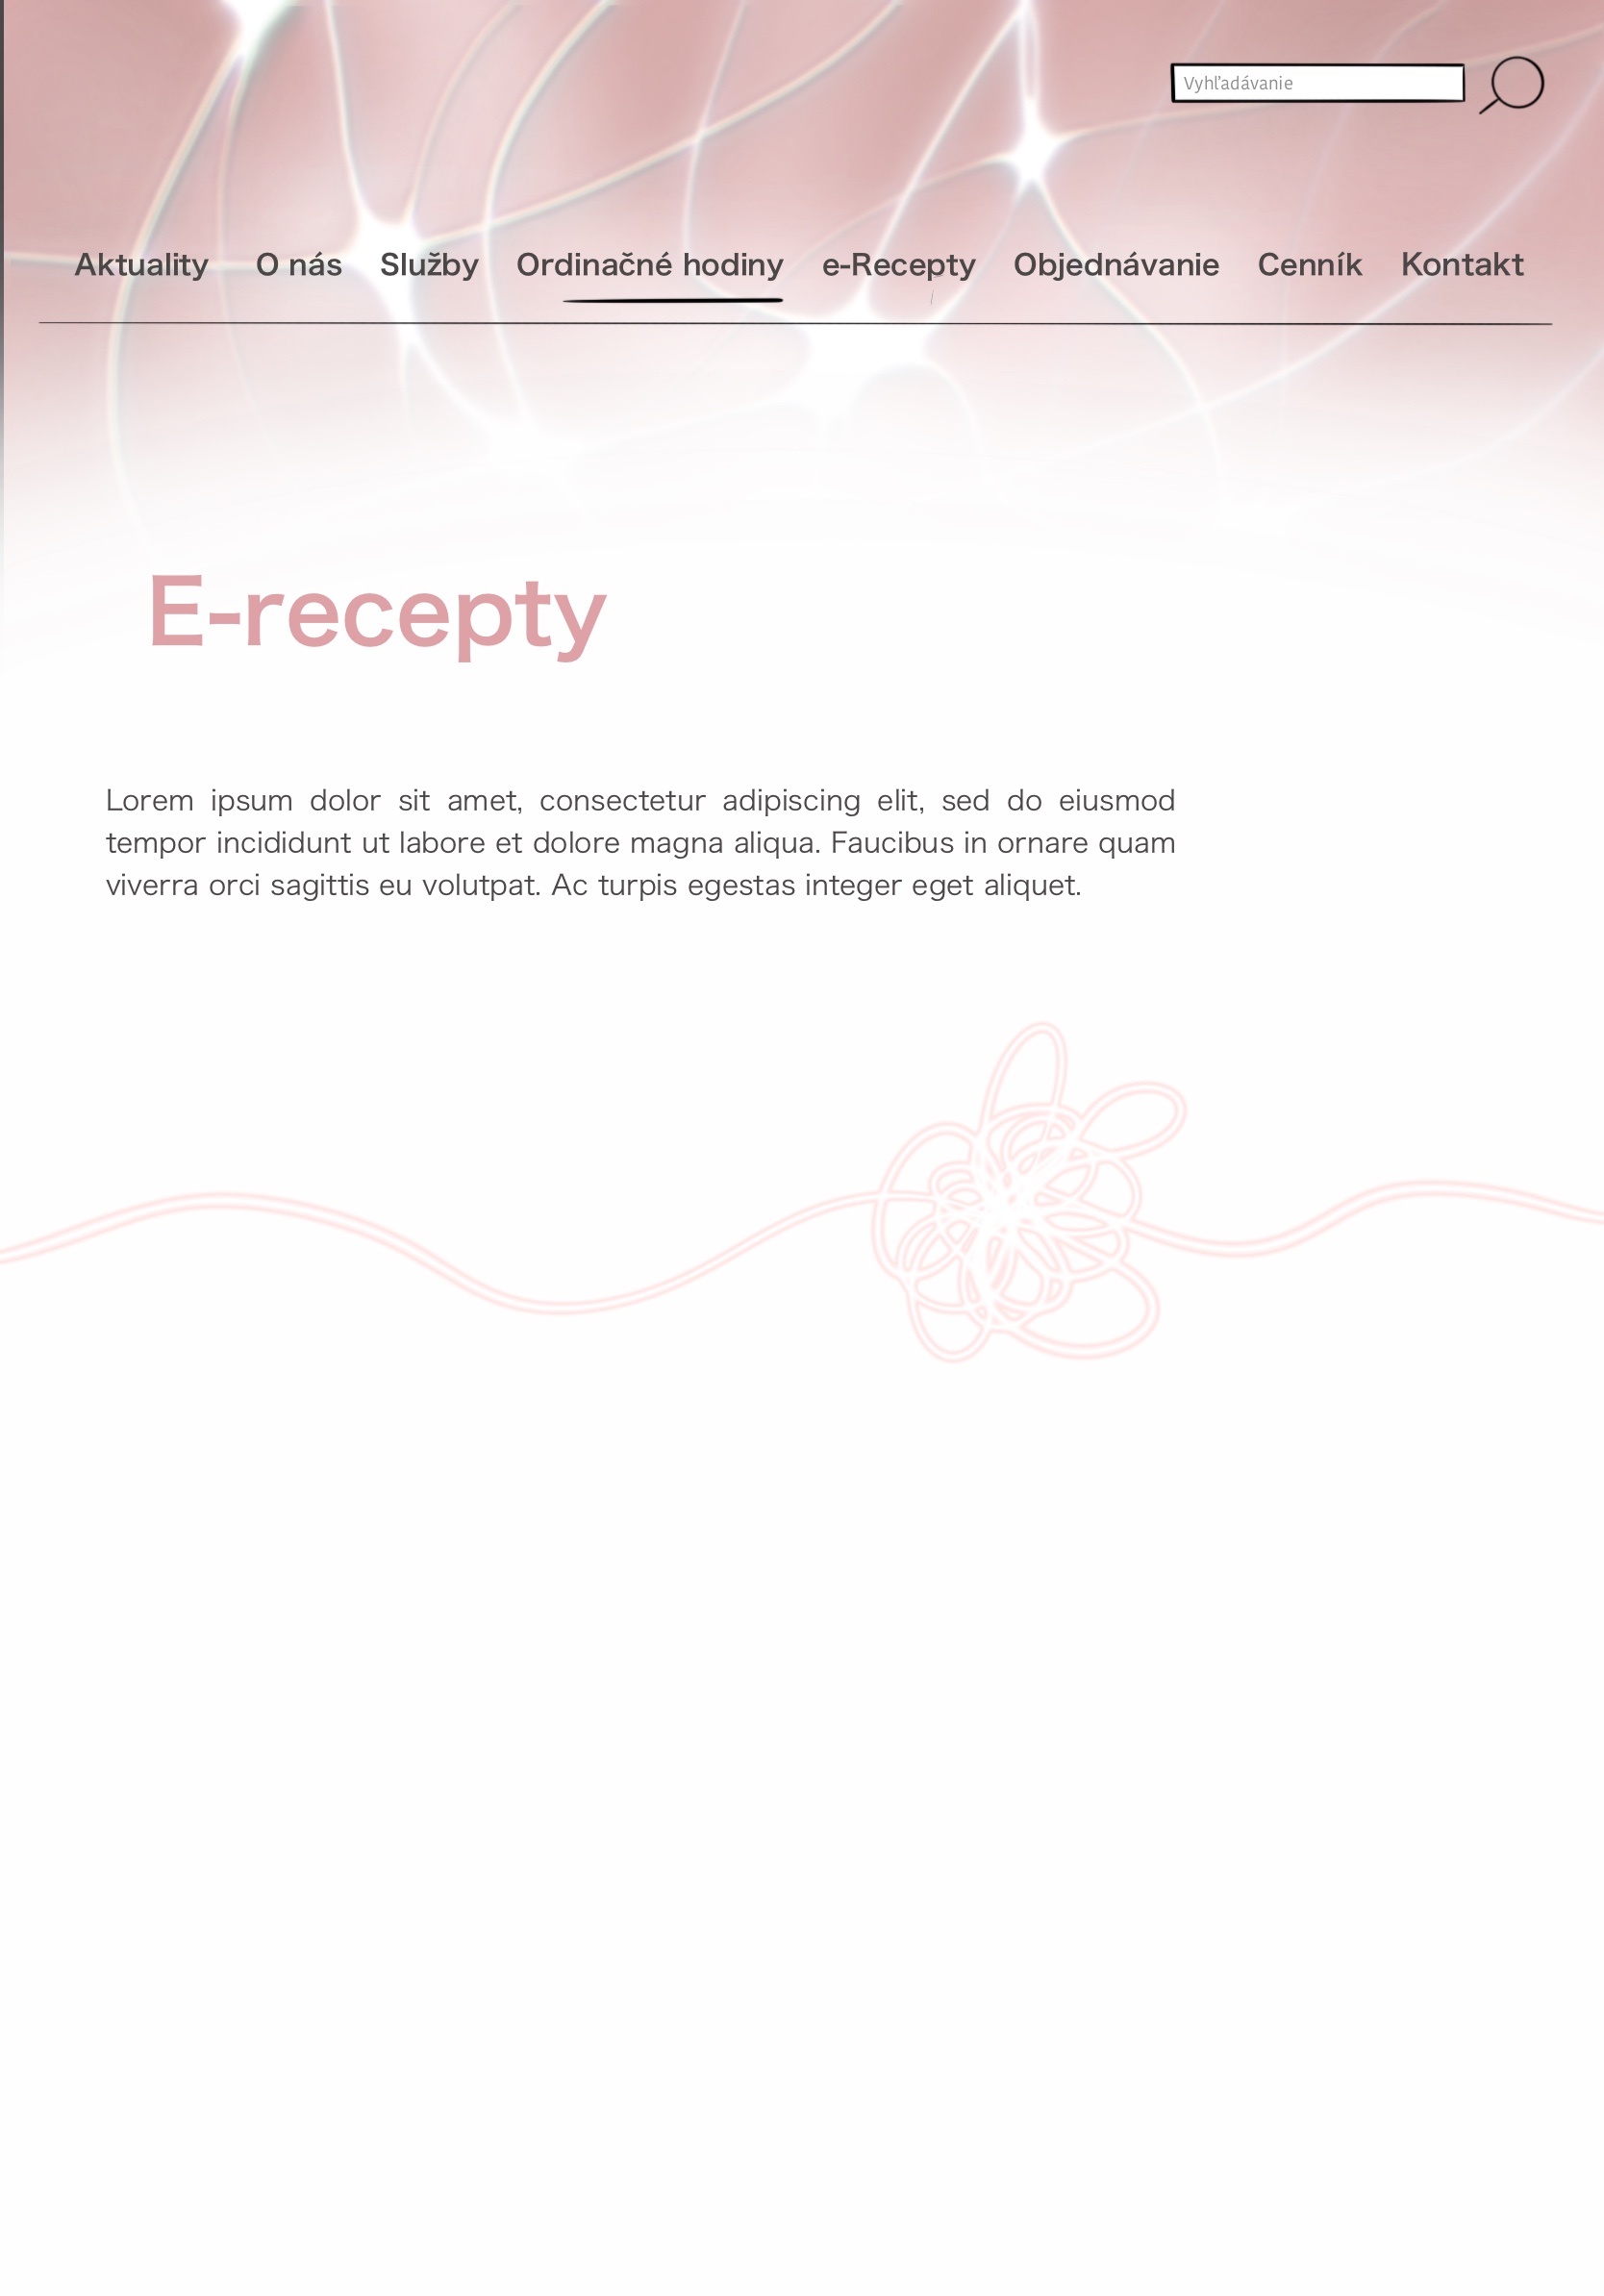 Vyhľadávanie
Aktuality O nás Služby Ordinačné hodiny e-Recepty Objednávanie Cenník Kontakt
E-recepty
Lorem ipsum dolor sit amet, consectetur adipiscing elit, sed do eiusmod
tempor incididunt ut labore et dolore magna aliqua. Faucibus in ornare quam
viverra orci sagittis eu volutpat. Ac turpis egestas integer eget aliquet.